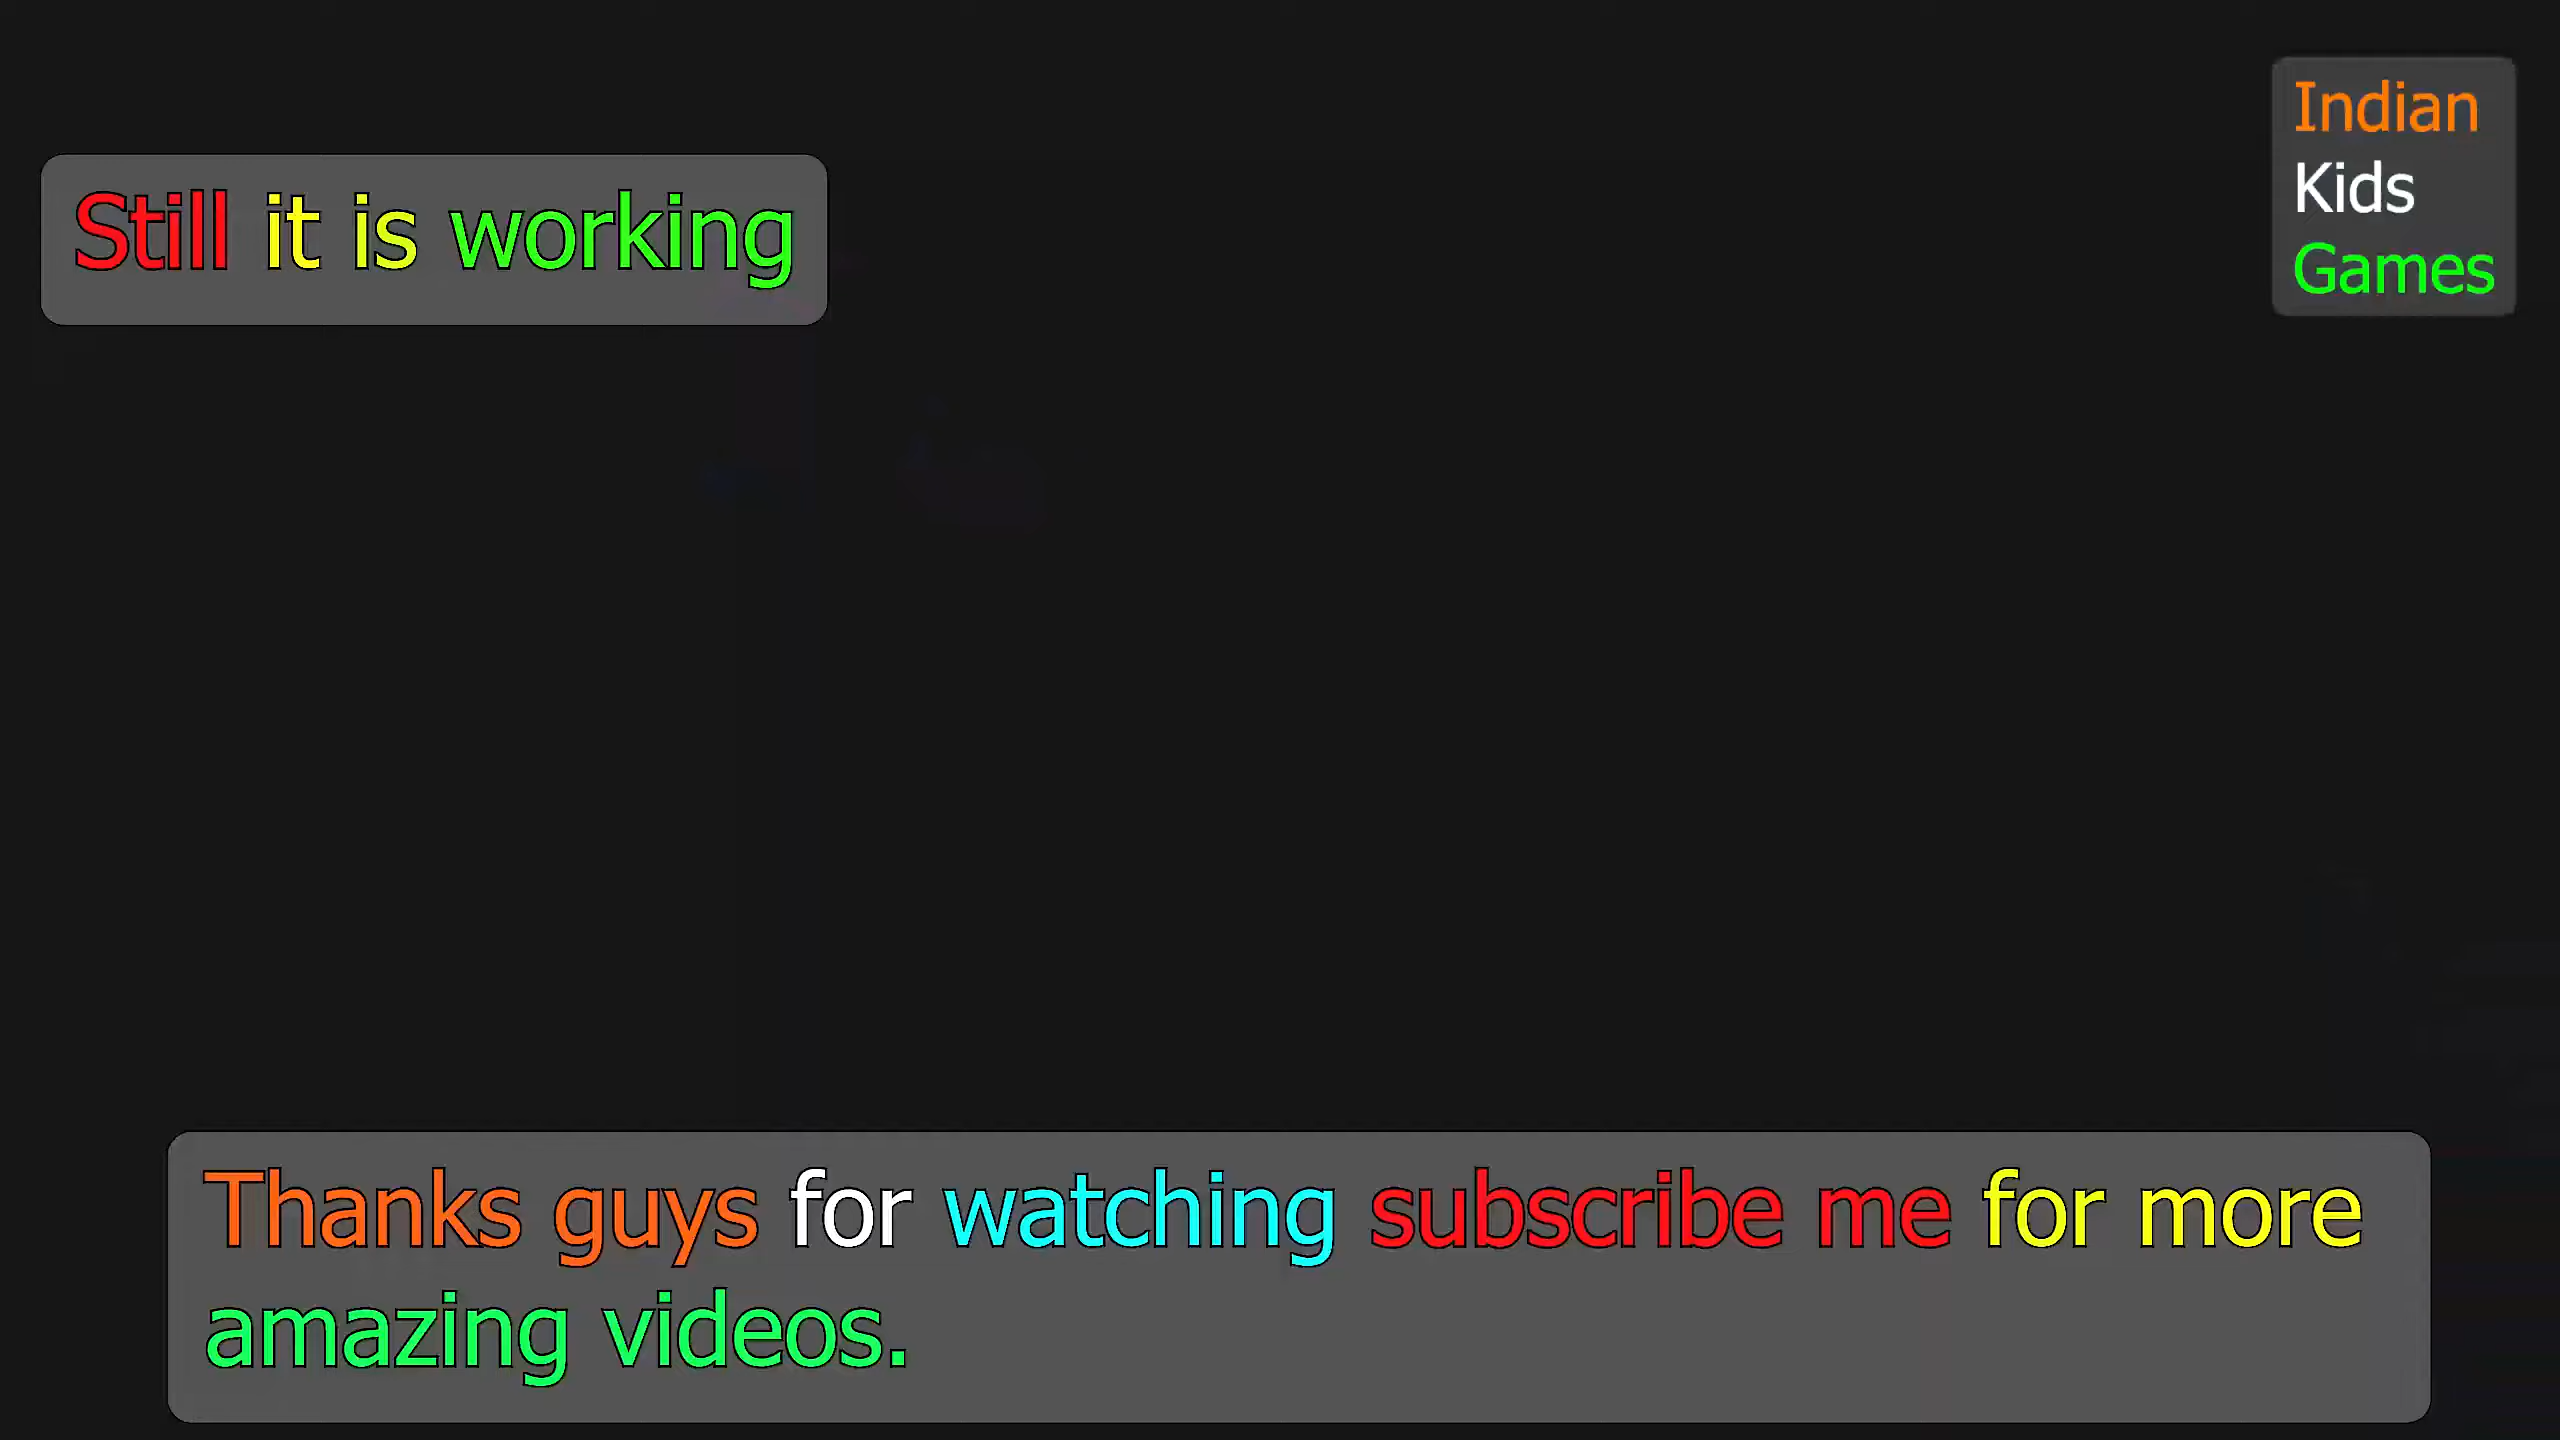 Indian
Kids
Games
Still it is working
Thanks guys for watching subscribe me for more
amazing videos.